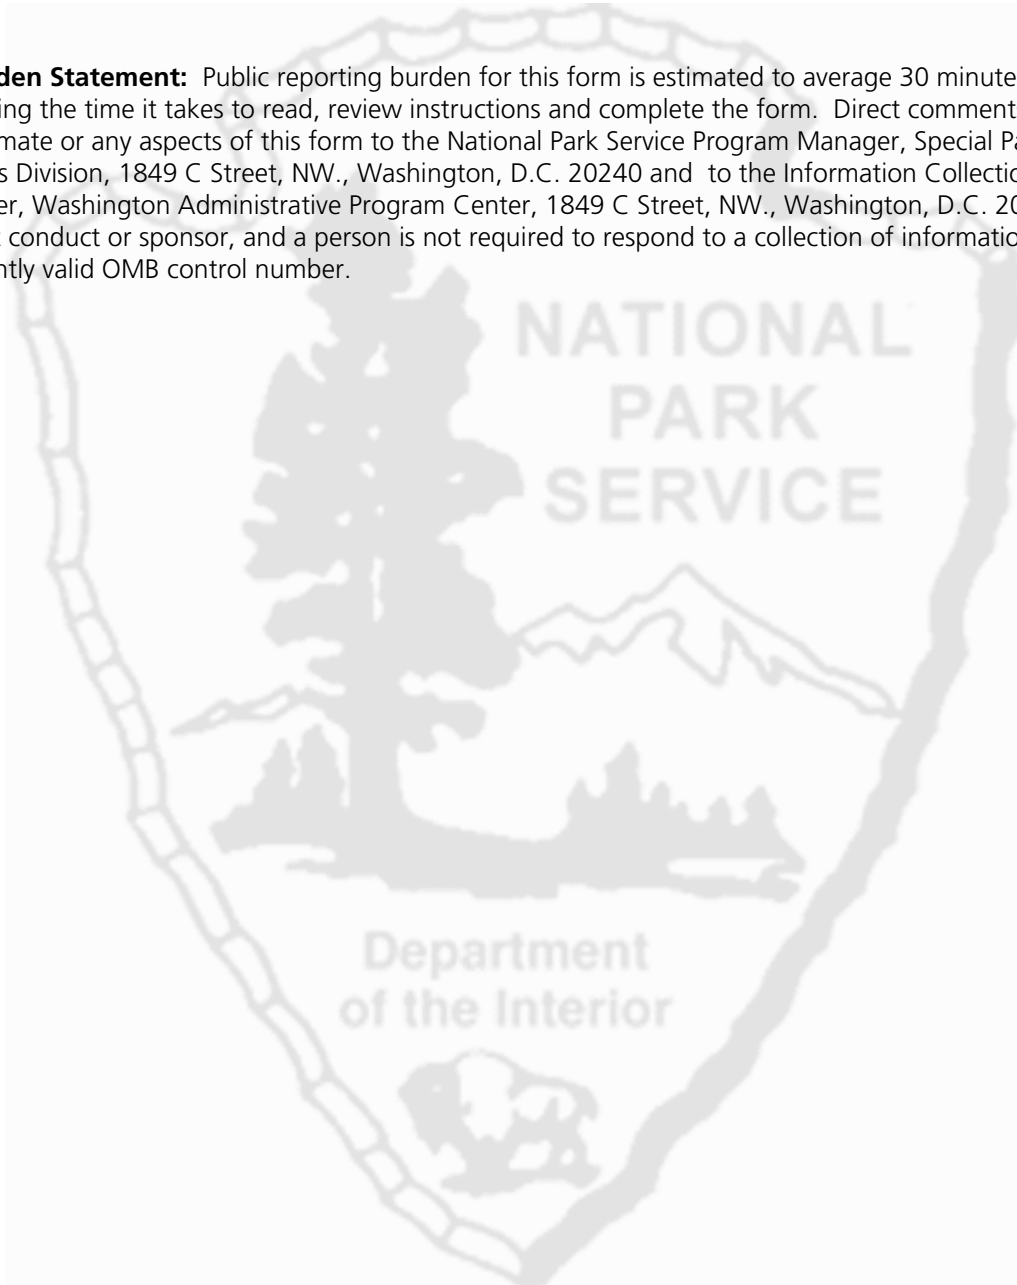 den Statement: Public reporting burden for this form is estimated to average 30 minute
ing the time it takes to read, review instructions and complete the form. Direct comment
mate or any aspects of this form to the National Park Service Program Manager, Special Pa
s Division, 1849 C Street, NW., Washington, D.C. 20240 and to the Information Collectio
er, Washington Administrative Program Center, 1849 C Street, NW., Washington, D.C. 20
t conduct or sponsor, and a person is not required to respond to a collection of informatio
ntly valid OMB control number.
NATIONAL
PARK
SERVICE
Department
of the Interior